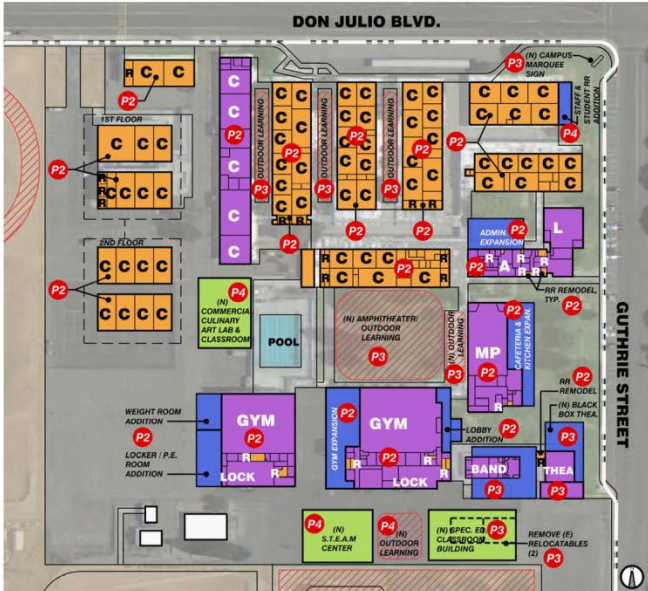 DON JULIO BLVD.
(N) CAMPUS
MARQUEE
SIGN
P3
C C C
P2
1ST FLOOR
C C C
P2
R
R C C C C
2ND FLOOR
C C C C
P2
C C C C
C
C
P2
C
C
C
C
OUTDOOR LEARNING
P3
C C
C C
C C
C C
C C
R R
P2
OUTDOOR LEARNING
P3
P2
OUTDOOR LEARNING
P3
R R
P2
C C C
C C C
STAFF &
STUDENT RR
ADDITION
P4
P2
C C C C
C C C
ADMIN.
EXPANSION
P2
L
P2
R
A
R R
R
RR REMODEL,
TYP.
P2
R C C C C R
R C C C
P2
P4
(N)
COMMERCIAL
CULINARY
ART LAB &
CLASSROOM
POOL
(N) AMPHITHEATER/
OUTDOOR
LEARNING
P3
(N) OUTDOOR
LEARNING
P3
P2
CAFETERIA &
KITCHEN EXPAN.
MP
P2
R
GUTHRIE STREET
P2
RR
REMODEL
(N) BLACK
BOX THEA.
P3
WEIGHT ROOM
ADDITION
P2
LOCKER / P.E.
ROOM
ADDITION
GYM
P2
R
R
LOCK
P2
GYM EXPANSION
GYM
P2
R
R
LOCK
LOBBY
ADDITION
P2
R
BAND
P3
R
THEA
P3
P4
(N)
S.T.E.A.M
CENTER
P4
(N)
OUTDOOR
LEARNING
(N) SPEC. ED.
CLASSROOM
BUILDING
P3
REMOVE (E)
RELOCATABLES
(2)
P3